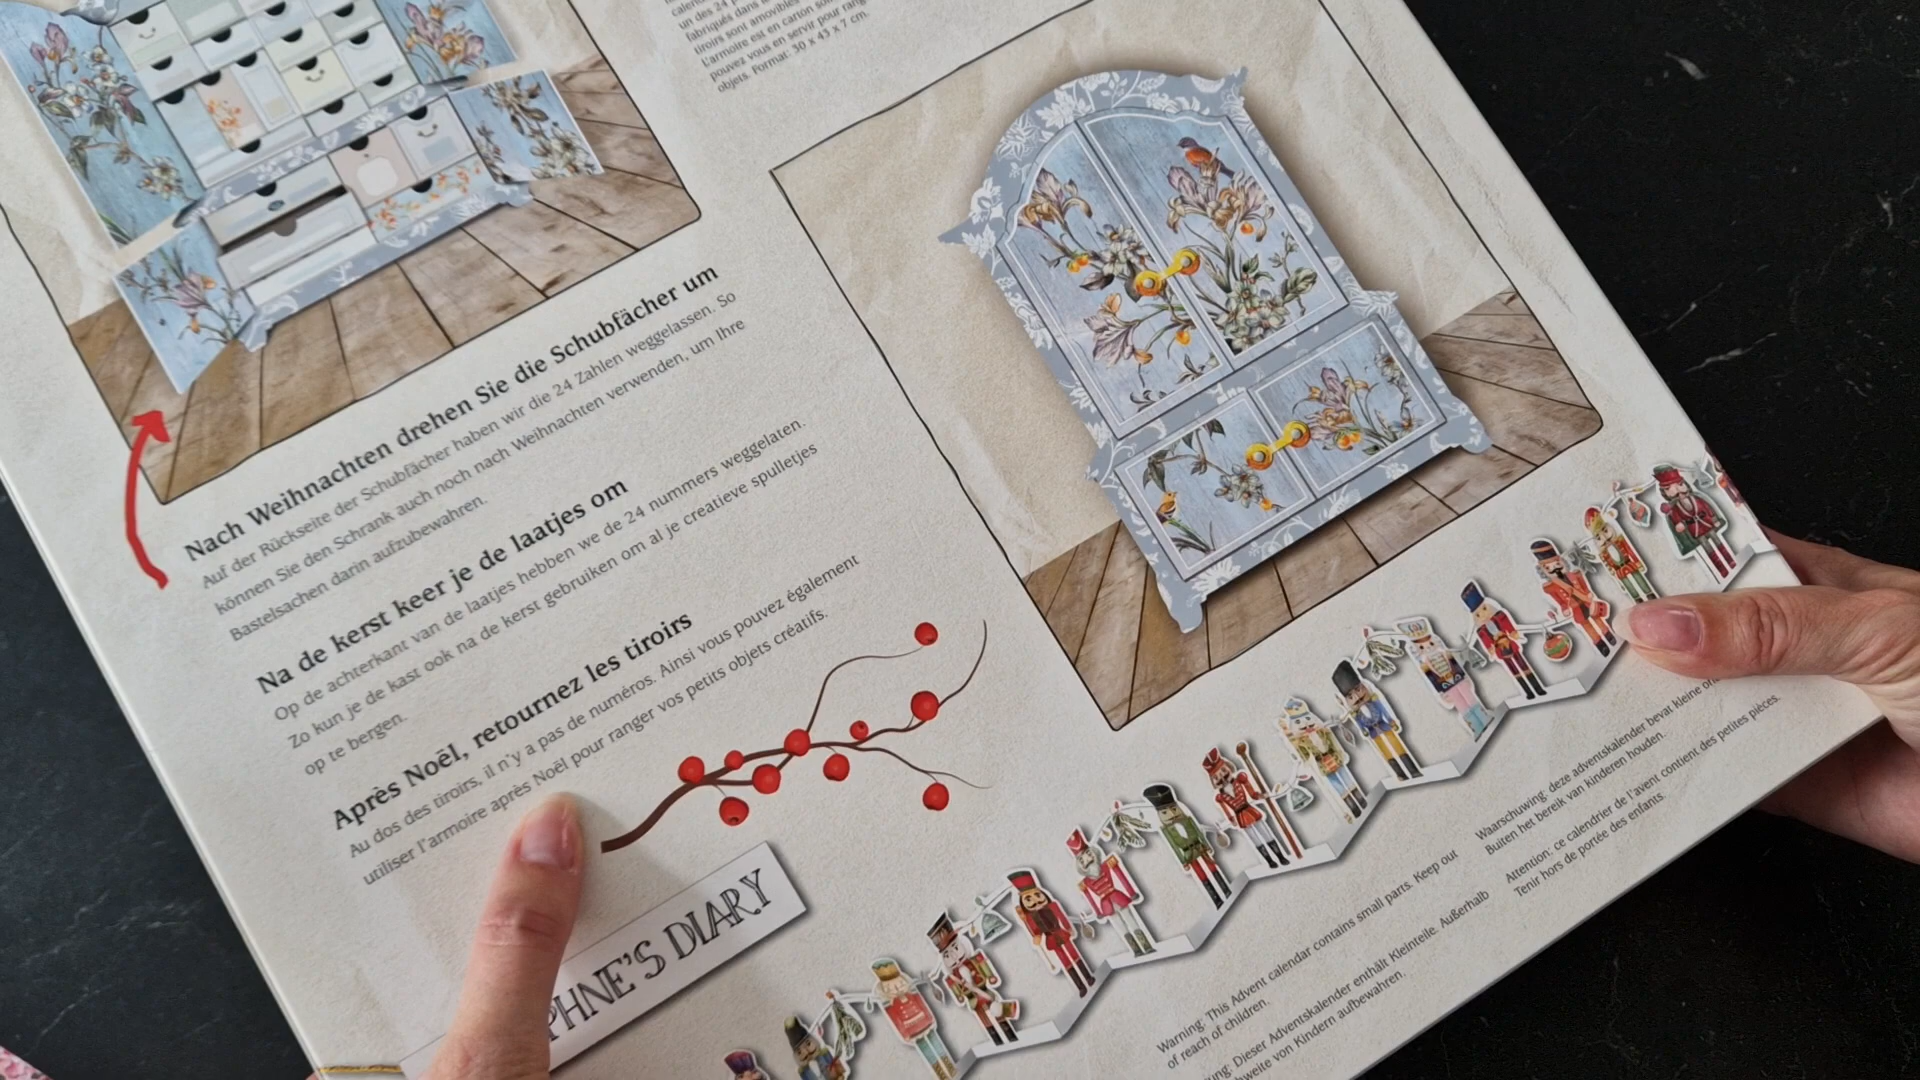 un des 24
fabriqués dans
tiroirs sont amovibles
L'armoire est en carton
pouvez vous en servir pour
objets. Format: 30 x 43 x 7 cm.
Nach Weihnachten drehen Sie die Schubfächer um
Auf der Rückseite der Schubfächer haben wir die 24 Zahlen weggelassen. So
können Sie den Schrank auch noch nach Weihnachten verwenden, um Ihre
Bastelsachen darin aufzubewahren.
Na de kerst keer je de laatjes om
Op de achterkant van de laatjes hebben we de 24 nummers weggelaten.
Zo kun je de kast ook na de kerst gebruiken om al je creatieve spulletjes
op te bergen.
Après Noël, retournez les tiroirs
Au dos des tiroirs, il n'y a pas de numéros. Ainsi vous pouvez également
utiliser l'armoire après Noël pour ranger vos petits objets créatifs.
PHNE'S DIARY
Warning: This Advent calendar contains small parts. Keep out
of reach of children.
Dieser Adventskalender enthält Kleinteile. Außerhalb
von Kindern aufbewahren.
Waarschuwing: deze adventskalender bevat kleine
Buiten het bereik van kinderen houden.
Attention: ce calendrier de l'avent contient des petites pièces.
Tenir hors de portée des enfants.